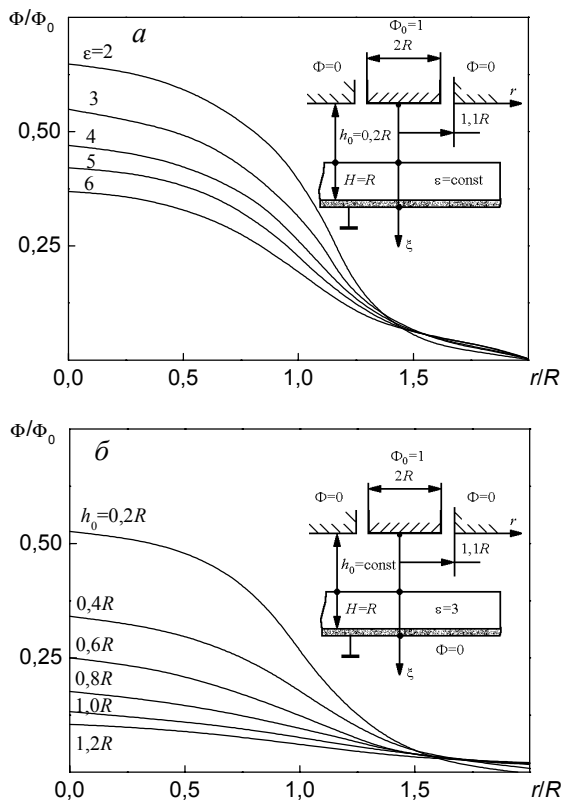 Φ/Φ₀
а
ε=2
3
4
5
6
0,50
0,25
0,0
0,5
1,0
1,5
r/R
Φ₀=1
2R
Φ=0
Φ=0
r
1,1R
h₀=0,2R
H=R
ε=const
ξ
Φ/Φ₀
б
h₀=0,2R
0,4R
0,6R
0,8R
1,0R
1,2R
0,50
0,25
0,0
0,5
1,0
1,5
r/R
Φ₀=1
2R
Φ=0
Φ=0
r
1,1R
h₀=const
H=R
ε=3
Φ=0
ξ